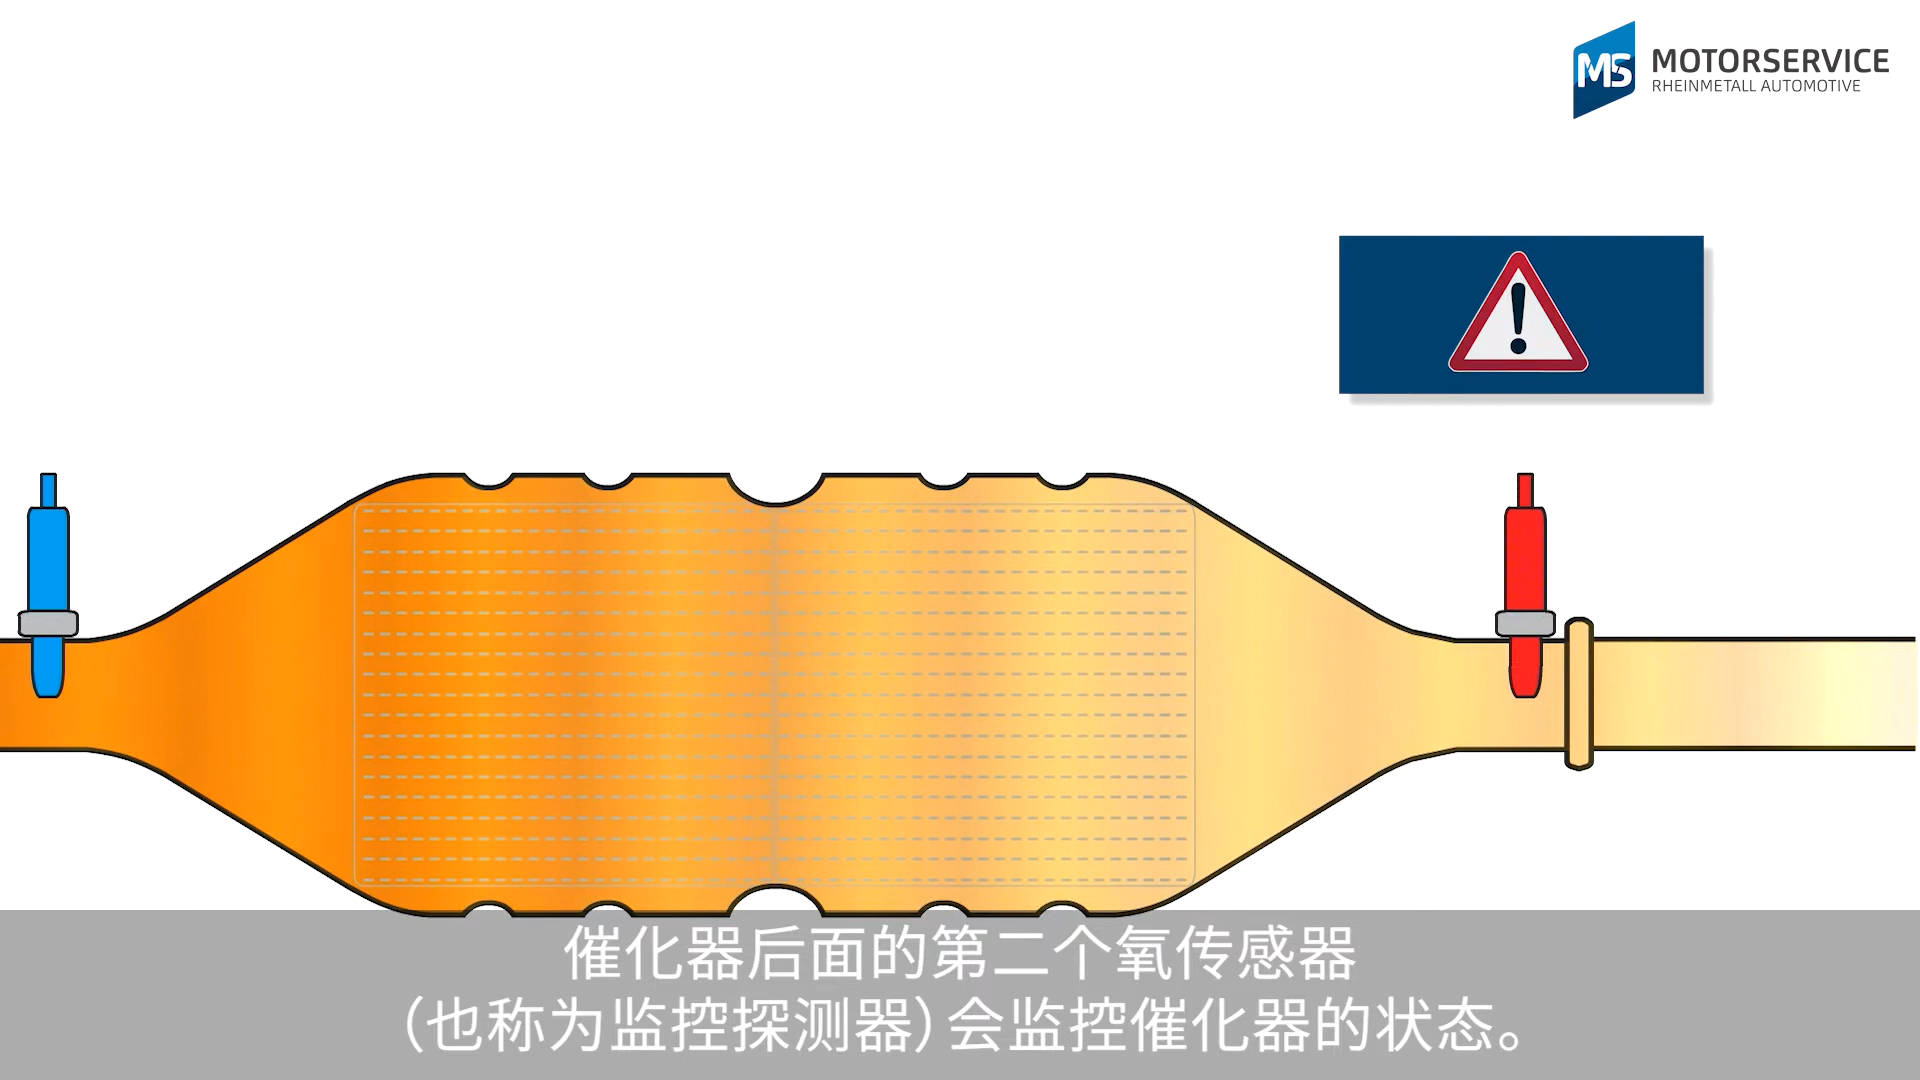 MS
MOTORSERVICE
RHEINMETALL AUTOMOTIVE
催化器后面的第二个氧传感器
（也称为监控探测器）会监控催化器的状态。